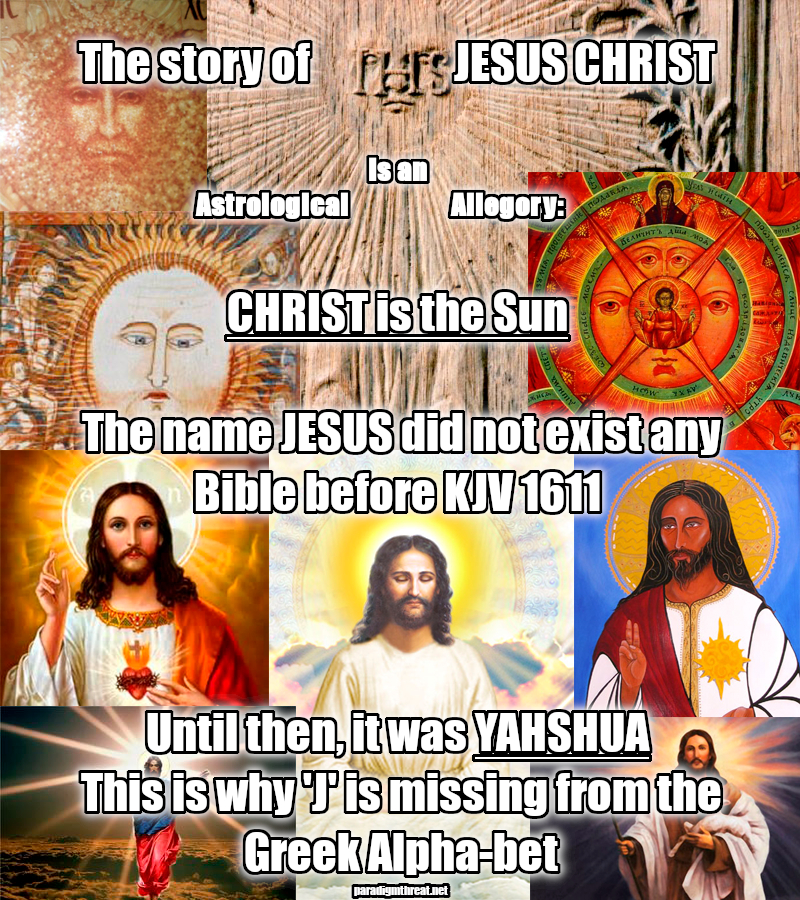 The story of JESUS CHRIST
Is an
Astrological Allegory:
CHRIST is the Sun
The name JESUS did not exist any
Bible before KJV 1611
Until then, it was YAHSHUA
This is why 'J' is missing from the
Greek Alpha-bet
paradigmthreat.net